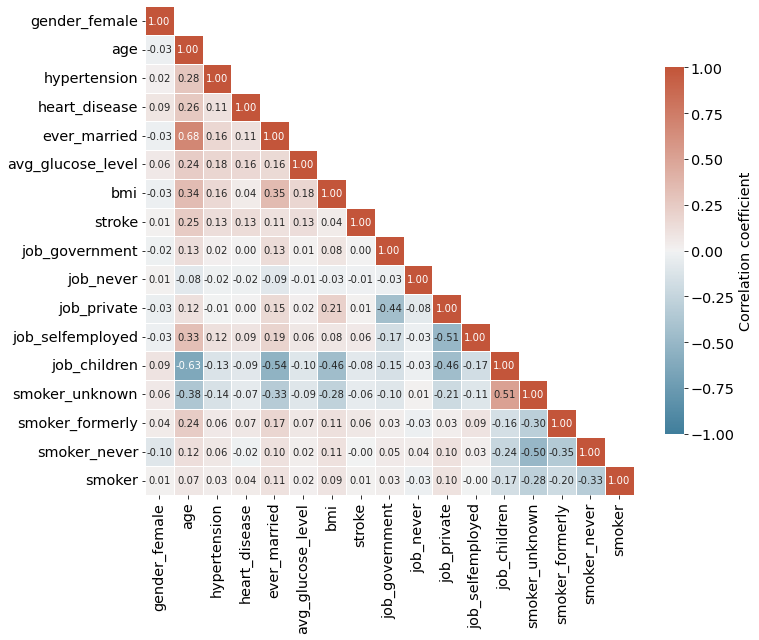 gender_female 1.00
age -0.03 1.00
hypertension 0.02 0.28 1.00
heart_disease 0.09 0.26 0.11 1.00
ever_married -0.03 0.68 0.16 0.11 1.00
avg_glucose_level 0.06 0.24 0.18 0.16 0.16 1.00
bmi -0.03 0.34 0.16 0.04 0.35 0.18 1.00
stroke 0.01 0.25 0.13 0.13 0.11 0.13 0.04 1.00
job_government -0.02 0.13 0.02 0.00 0.13 0.01 0.08 0.00 1.00
job_never 0.01 -0.08 -0.02 -0.02 -0.09 -0.01 -0.03 -0.01 -0.03 1.00
job_private -0.03 0.12 -0.01 0.00 0.15 0.02 0.21 0.01 -0.44 -0.08 1.00
job_selfemployed -0.03 0.33 0.12 0.09 0.19 0.06 0.08 0.06 -0.17 -0.03 -0.51 1.00
job_children 0.09 -0.63 -0.13 -0.09 -0.54 -0.10 -0.46 -0.08 -0.15 -0.03 -0.46 -0.17 1.00
smoker_unknown 0.06 -0.38 -0.14 -0.07 -0.33 -0.09 -0.28 -0.06 -0.10 0.01 -0.21 -0.11 0.51 1.00
smoker_formerly 0.04 0.24 0.06 0.07 0.17 0.07 0.11 0.06 0.03 -0.03 0.03 0.09 -0.16 -0.30 1.00
smoker_never -0.10 0.12 0.06 -0.02 0.10 0.02 0.11 -0.00 0.05 0.04 0.10 0.03 -0.24 -0.50 -0.35 1.00
smoker 0.01 0.07 0.03 0.04 0.11 0.02 0.09 0.01 0.03 -0.03 0.10 -0.00 -0.17 -0.28 -0.20 -0.33 1.00
gender_female
age
hypertension
heart_disease
ever_married
avg_glucose_level
bmi
stroke
job_government
job_never
job_private
job_selfemployed
job_children
smoker_unknown
smoker_formerly
smoker_never
smoker
1.00
0.75
0.50
0.25
0.00
−0.25
−0.50
−0.75
−1.00
Correlation coefficient